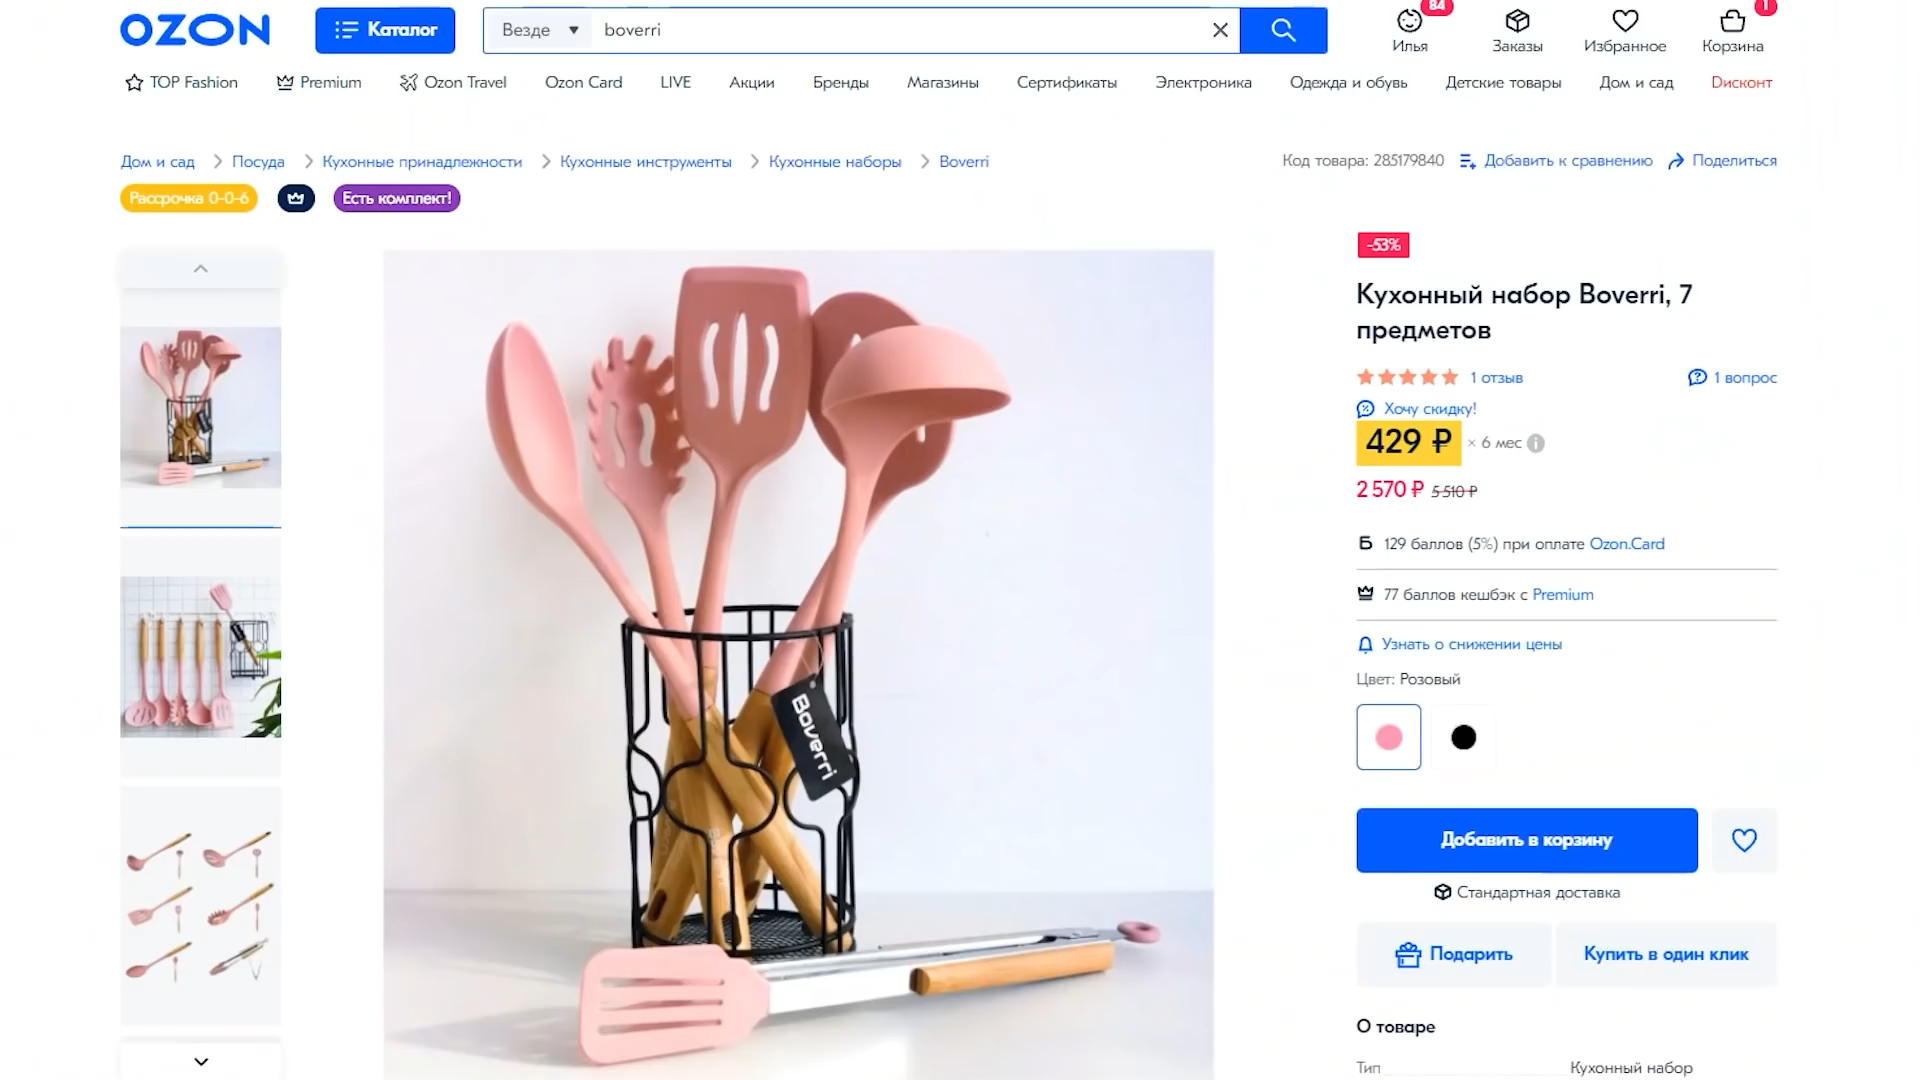 OZON
Каталог
Везде
boverri
84
Илья
Заказы
Избранное
1
Корзина
TOP Fashion
Premium
Ozon Travel
Ozon Card
LIVE
Акции
Бренды
Магазины
Сертификаты
Электроника
Одежда и обувь
Детские товары
Дом и сад
Дисконт
Дом и сад
Посуда
Кухонные принадлежности
Кухонные инструменты
Кухонные наборы
Boverri
Код товара: 285179840
Добавить к сравнению
Поделиться
Рассрочка 0-0-6
Есть комплект!
-53%
Кухонный набор Boverri, 7
предметов
1 отзыв
1 вопрос
Хочу скидку!
429 ₽ × 6 мес
2 570 ₽ 5 510 ₽
Б 129 баллов (5%) при оплате Ozon.Card
77 баллов кешбэк с Premium
Узнать о снижении цены
Цвет: Розовый
Boverri
Добавить в корзину
Стандартная доставка
Подарить
Купить в один клик
О товаре
Тип
Кухонный набор